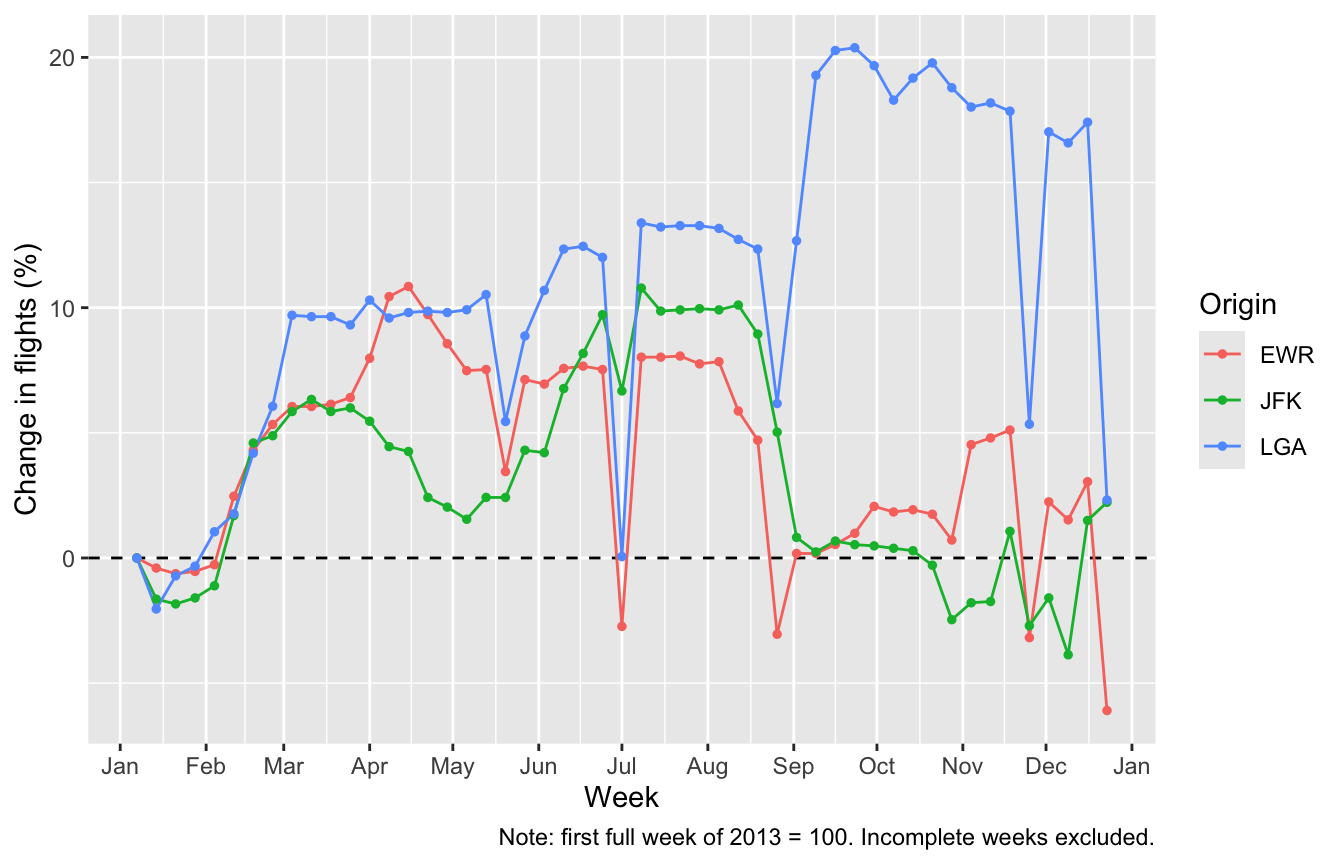 Change in flights (%)
20
10
0
Jan Feb Mar Apr May Jun Jul Aug Sep Oct Nov Dec Jan
Week
Origin
EWR
JFK
LGA
Note: first full week of 2013 = 100. Incomplete weeks excluded.